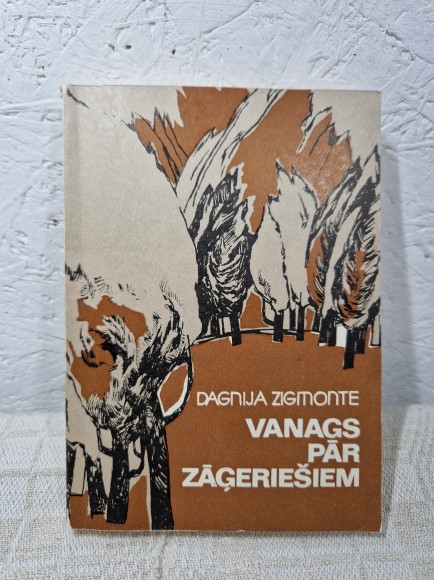 DAGNIJA ZIGMONTE
VANAGS
PĀR
ZĀĢERIEŠIEM